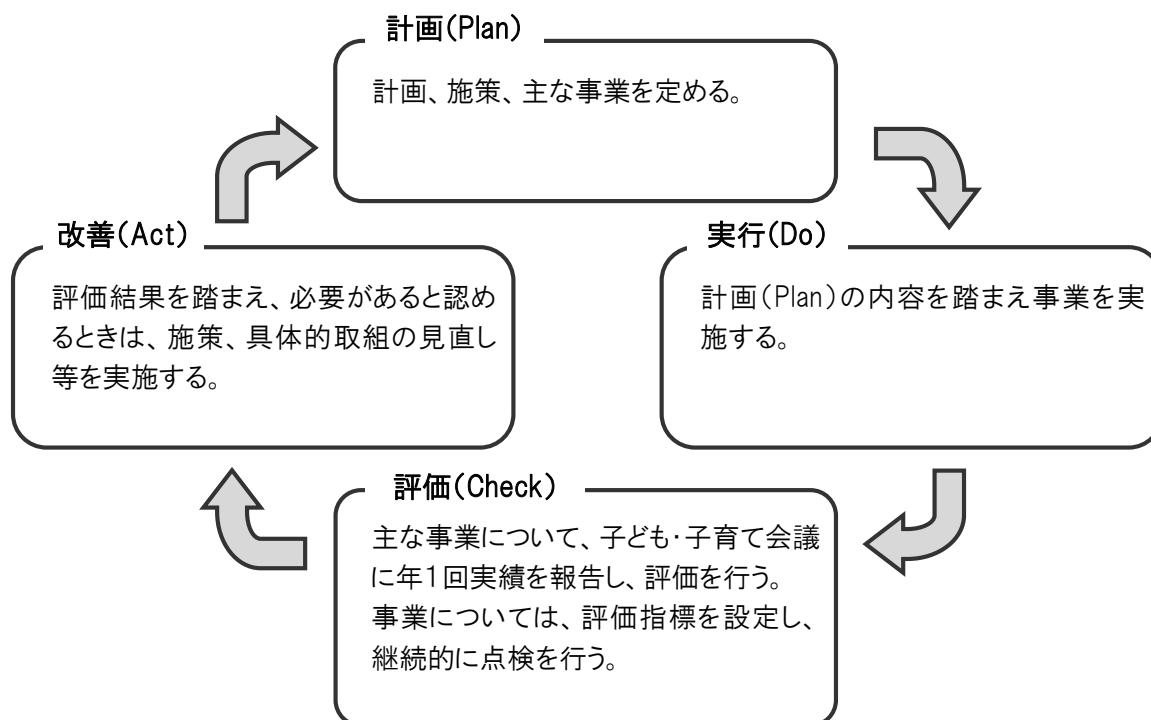 計画(Plan)
計画、施策、主な事業を定める。
改善(Act)
評価結果を踏まえ、必要があると認め
るときは、施策、具体的取組の見直し
等を実施する。
実行(Do)
計画(Plan)の内容を踏まえ事業を実
施する。
評価(Check)
主な事業について、子ども・子育て会議
に年1回実績を報告し、評価を行う。
事業については、評価指標を設定し、
継続的に点検を行う。